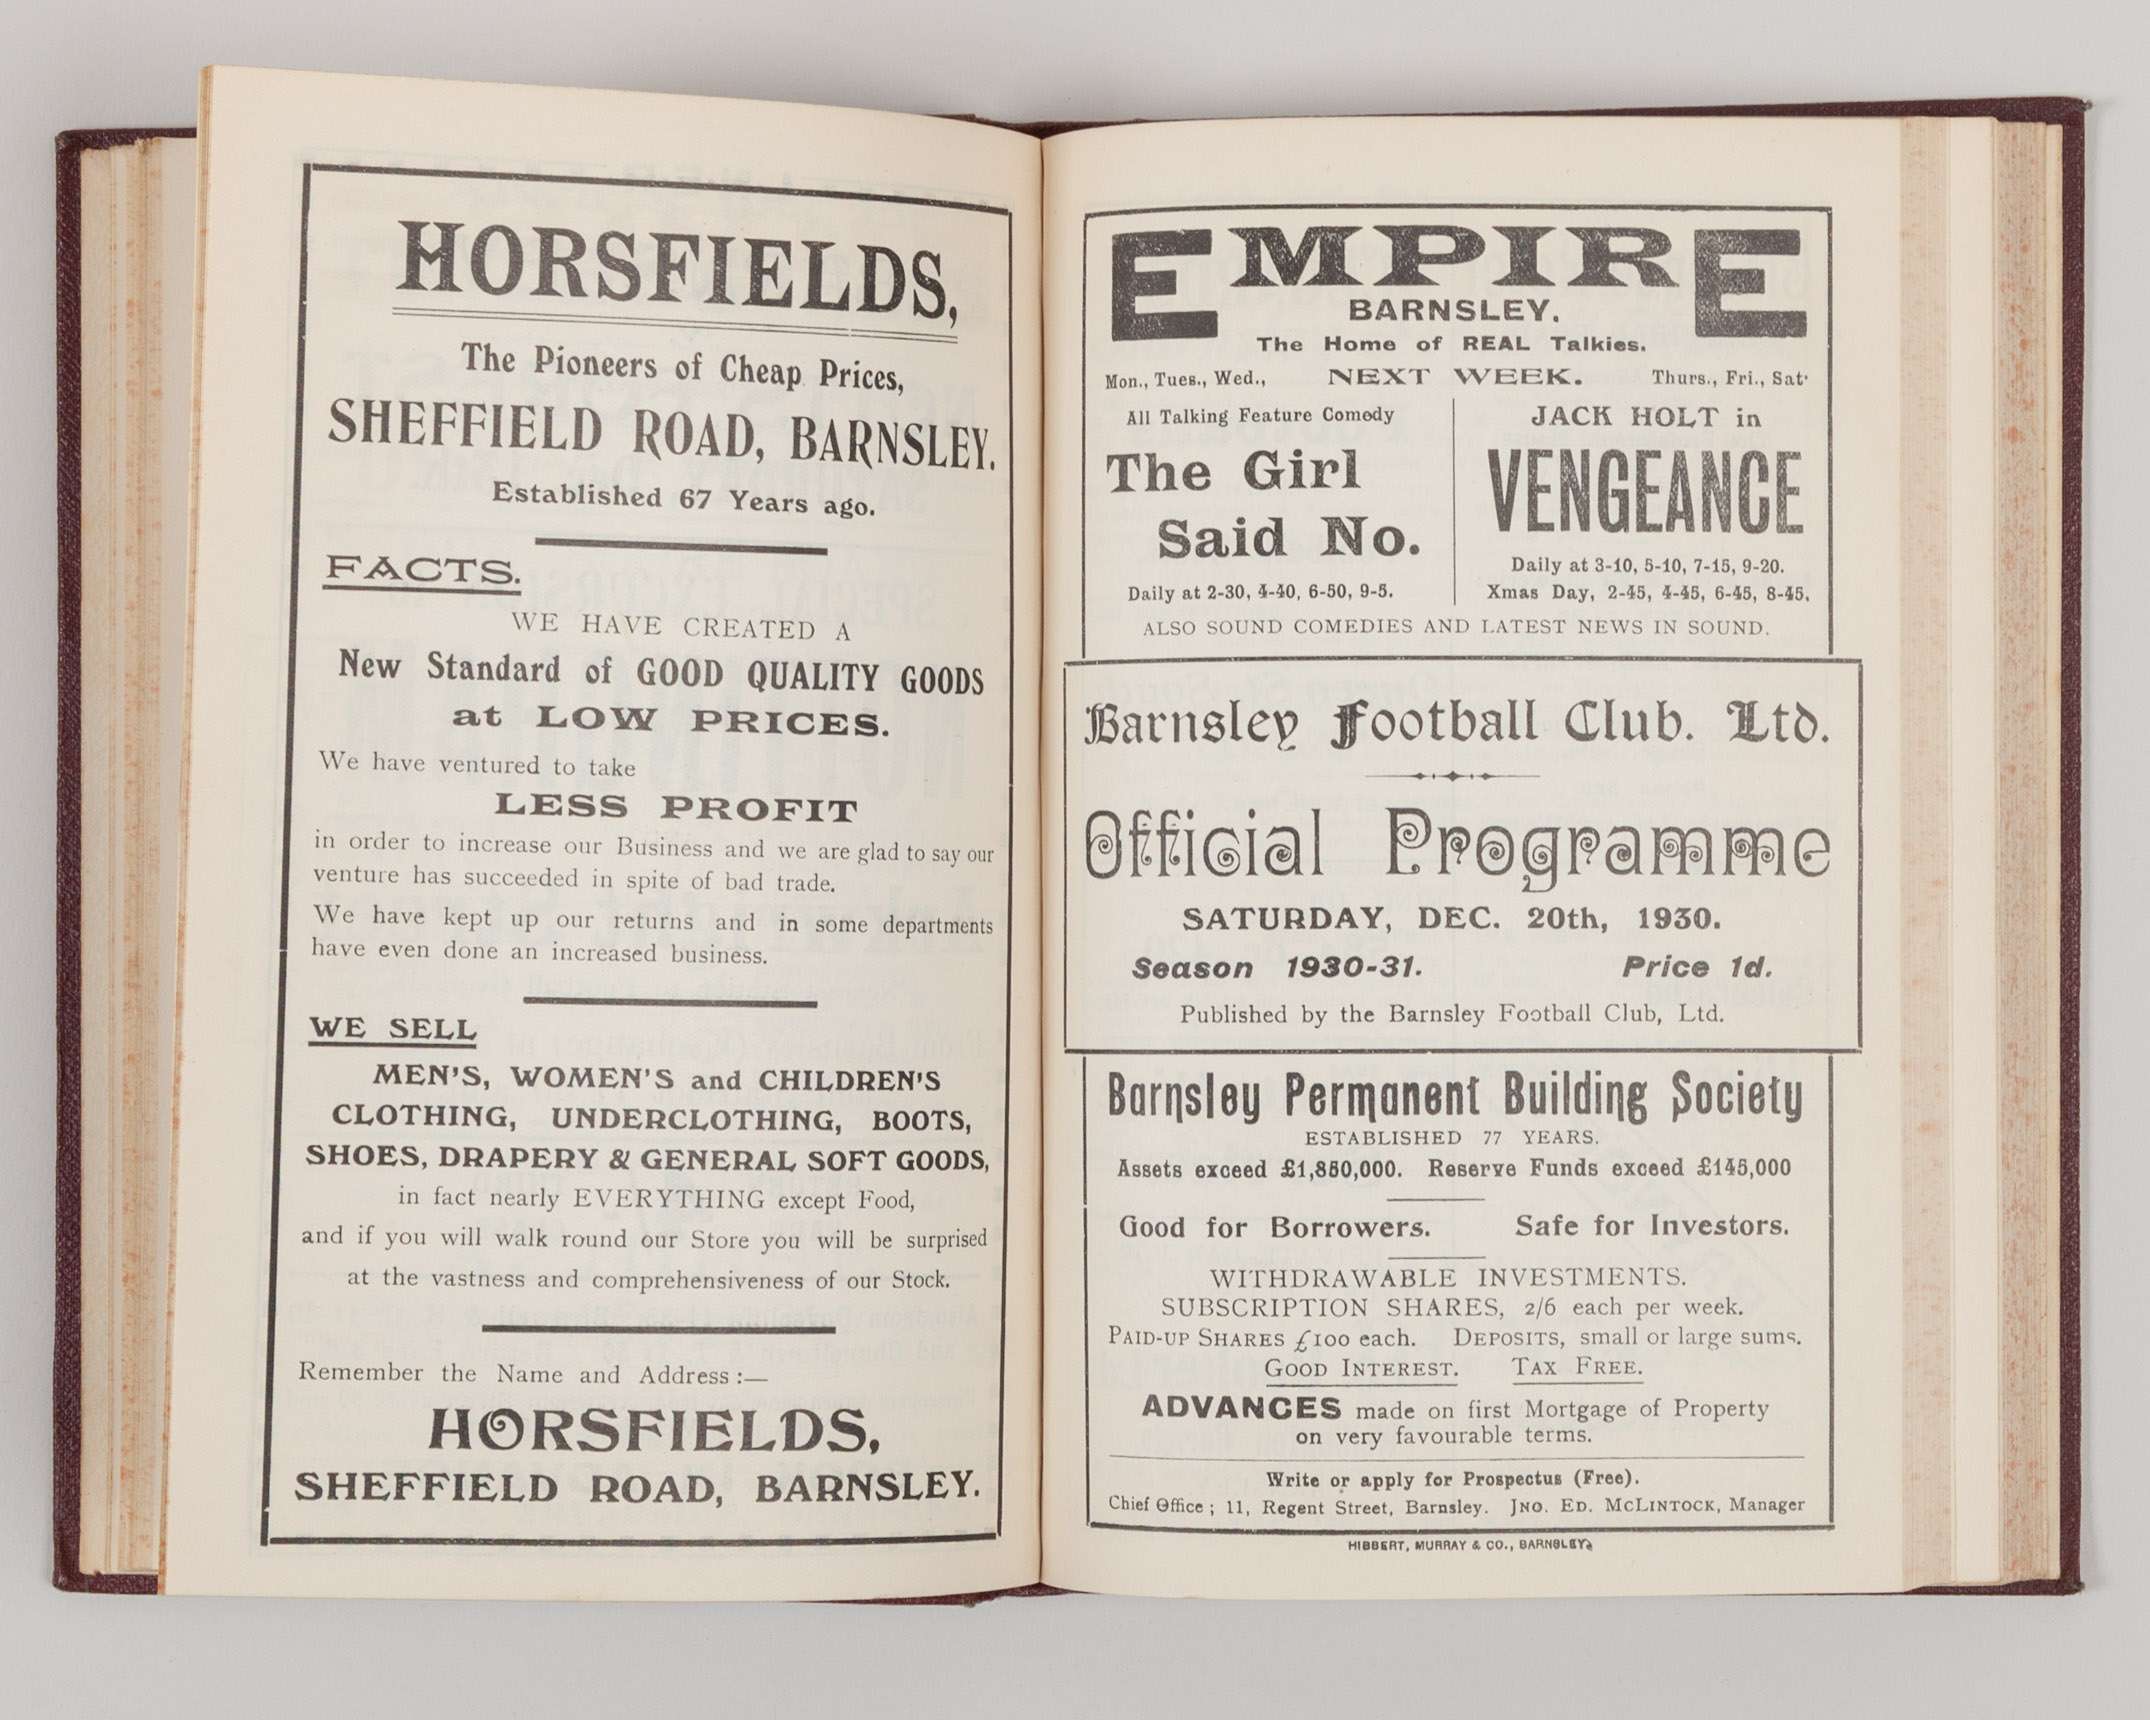 HORSFIELDS,
The Pioneers of Cheap Prices,
SHEFFIELD ROAD, BARNSLEY.
Established 67 Years ago.
FACTS.
WE HAVE CREATED A
New Standard of GOOD QUALITY GOODS
at LOW PRICES.
We have ventured to take
LESS PROFIT
in order to increase our Business and we are glad to say our
venture has succeeded in spite of bad trade.
We have kept up our returns and in some departments
have even done an increased business.
WE SELL
MEN'S, WOMEN'S and CHILDREN'S
CLOTHING, UNDERCLOTHING, BOOTS,
SHOES, DRAPERY & GENERAL SOFT GOODS,
in fact nearly EVERYTHING except Food,
and if you will walk round our Store you will be surprised
at the vastness and comprehensiveness of our Stock.
Remember the Name and Address :—
HORSFIELDS,
SHEFFIELD ROAD, BARNSLEY.
EMPIRE
BARNSLEY.
The Home of REAL Talkies.
Mon., Tues., Wed., NEXT WEEK. Thurs., Fri., Sat.
All Talking Feature Comedy
The Girl
Said No.
Daily at 2-30, 4-40, 6-50, 9-5.
JACK HOLT in
VENGEANCE
Daily at 3-10, 5-10, 7-15, 9-20.
Xmas Day, 2-45, 4-45, 6-45, 8-45.
ALSO SOUND COMEDIES AND LATEST NEWS IN SOUND.
Barnsley Football Club. Ltd.
Official Programme
SATURDAY, DEC. 20th, 1930.
Season 1930-31. Price 1d.
Published by the Barnsley Football Club, Ltd.
Barnsley Permanent Building Society
ESTABLISHED 77 YEARS.
Assets exceed £1,850,000. Reserve Funds exceed £145,000
Good for Borrowers. Safe for Investors.
WITHDRAWABLE INVESTMENTS.
SUBSCRIPTION SHARES, 2/6 each per week.
PAID-UP SHARES £100 each. DEPOSITS, small or large sums.
GOOD INTEREST. TAX FREE.
ADVANCES made on first Mortgage of Property
on very favourable terms.
Write or apply for Prospectus (Free).
Chief Office ; 11, Regent Street, Barnsley. JNO. ED. MCLINTOCK, Manager
HIBBERT, MURRAY & CO., BARNSLEY.